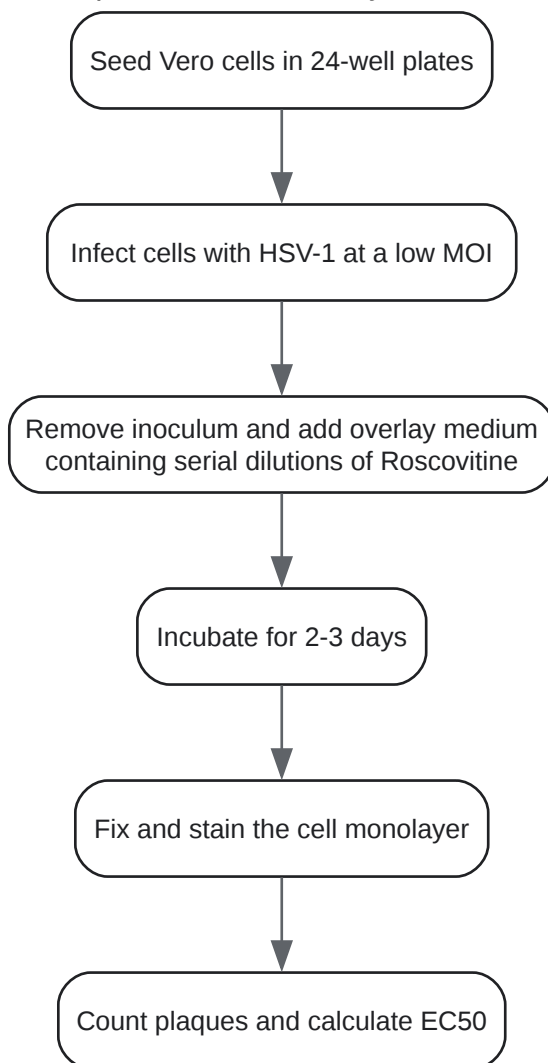 Seed Vero cells in 24-well plates
Infect cells with HSV-1 at a low MOI
Remove inoculum and add overlay medium
containing serial dilutions of Roscovitine
Incubate for 2-3 days
Fix and stain the cell monolayer
Count plaques and calculate EC50